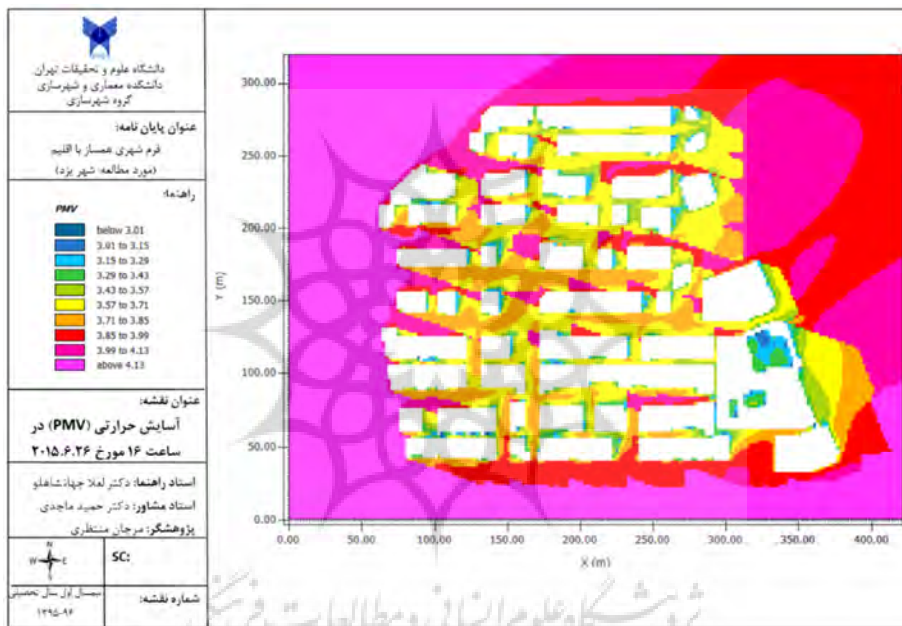 دانشگاه علوم و تحقیقات تهران
دانشکده معماری و شهرسازی
گروه شهرسازی
عنوان پایان نامه:
فرم شهری همساز با اقلیم
(مورد مطالعه: شهر یزد)
راهنما:
PMV
below 3.01
3.01 to 3.15
3.15 to 3.29
3.29 to 3.43
3.43 to 3.57
3.57 to 3.71
3.71 to 3.85
3.85 to 3.99
3.99 to 4.13
above 4.13
عنوان نقشه:
آسایش حرارتی (PMV) در
ساعت ۱۶ مورخ ۲۰۱۵.۶.۲۶
استاد راهنما: دکتر لعلا جهانشاهلو
استاد مشاور: دکتر حمید ماجدی
پژوهشگر: مرجان منتظری
N
W E
S
SC:
نیمسال اول سال تحصیلی
۱۳۹۵-۹۶
شماره نقشه:
Y (m)
300.00
250.00
200.00
150.00
100.00
50.00
0.00
0.00 50.00 100.00 150.00 200.00 250.00 300.00 350.00 400.00
X (m)
پژوهشگاه علوم انسانی و مطالعات فرهنگی